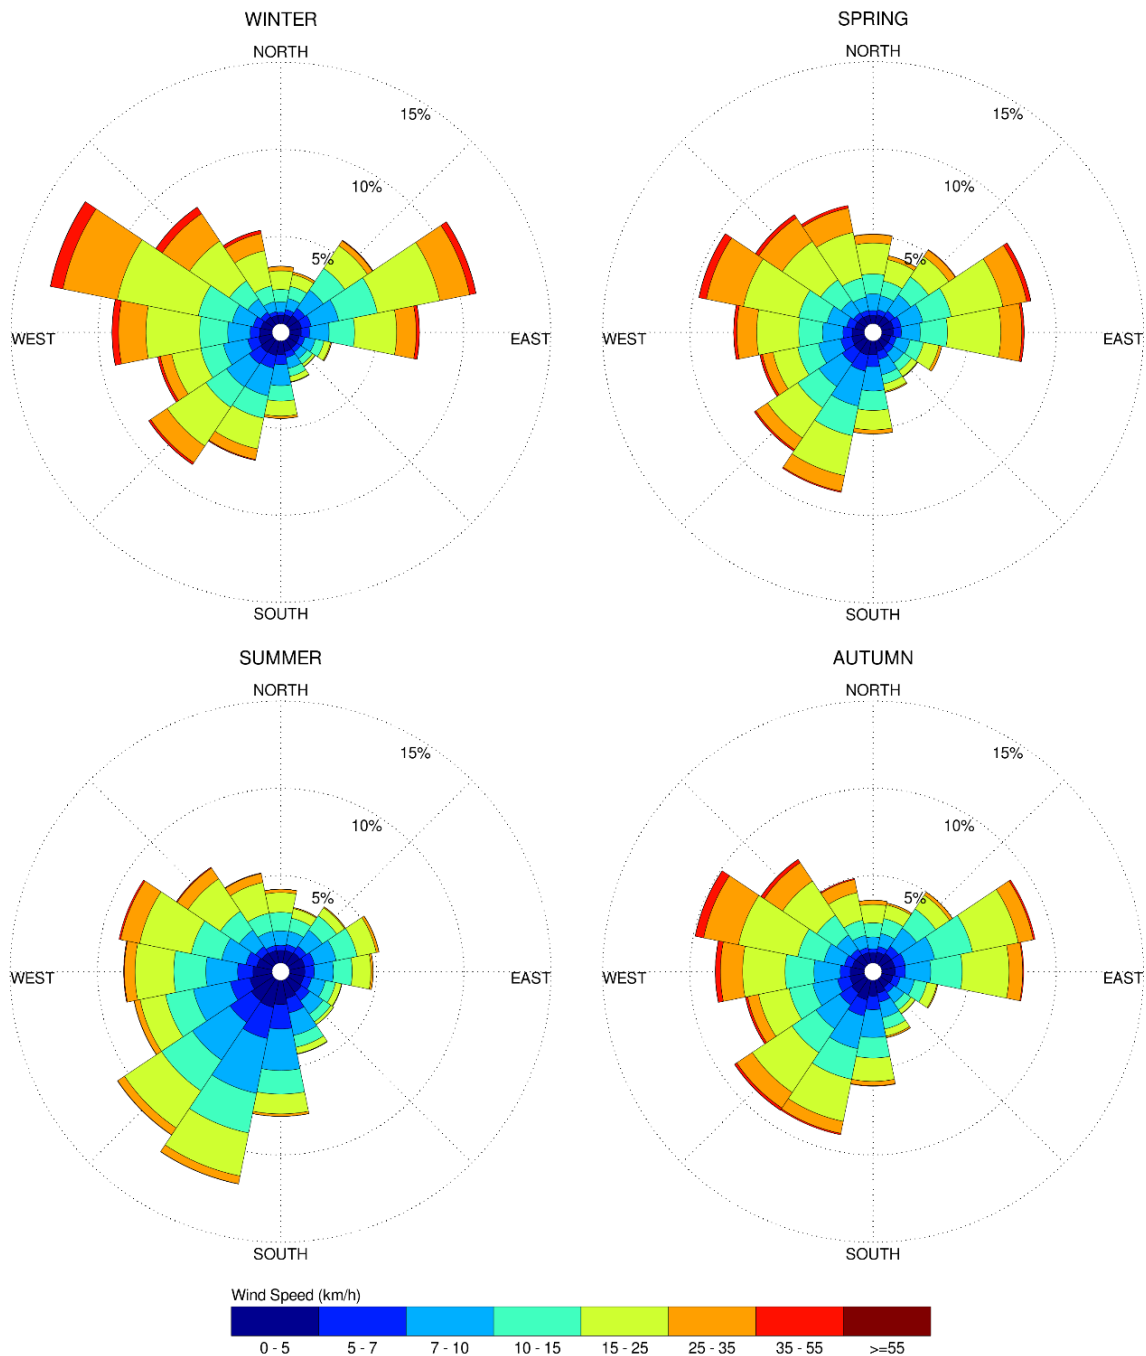 WINTER
SPRING
NORTH
NORTH
15%
15%
10%
10%
5%
5%
WEST
EAST
WEST
EAST
SOUTH
SOUTH
SUMMER
AUTUMN
NORTH
NORTH
15%
15%
10%
10%
5%
5%
WEST
EAST
WEST
EAST
SOUTH
SOUTH
Wind Speed (km/h)
0 - 5
5 - 7
7 - 10
10 - 15
15 - 25
25 - 35
35 - 55
>=55